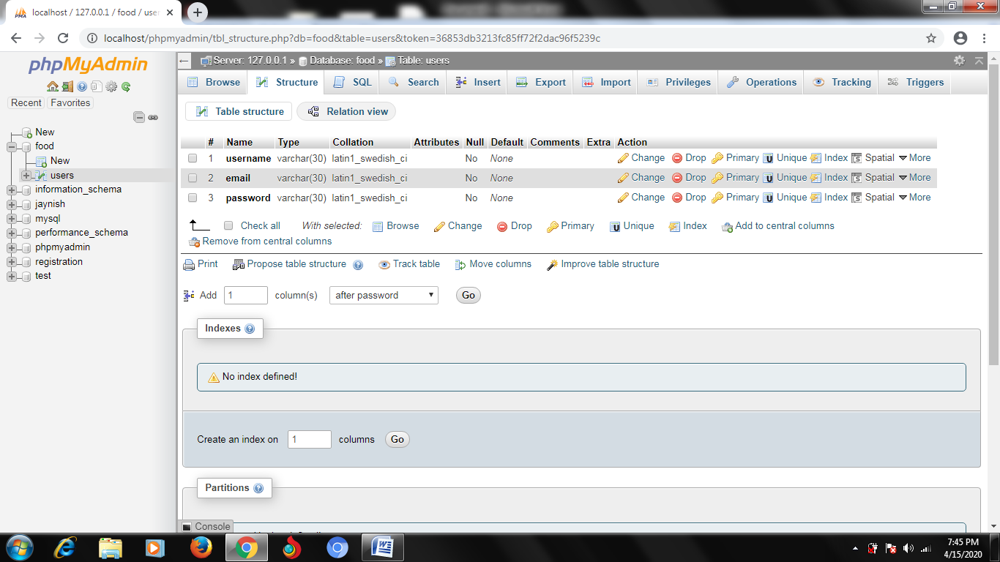 localhost / 127.0.0.1 / food / use
localhost/phpmyadmin/tbl_structure.php?db=food&table=users&token=36853db3213fc85ff72f2dac96f5239c
phpMyAdmin
Recent Favorites
New
food
New
users
information_schema
jaynish
mysql
performance_schema
phpmyadmin
registration
test
Server: 127.0.0.1 » Database: food » Table: users
Browse Structure SQL Search Insert Export Import Privileges Operations Tracking Triggers
Table structure Relation view
# Name Type Collation Attributes Null Default Comments Extra Action
1 username varchar(30) latin1_swedish_ci No None Change Drop Primary Unique Index Spatial More
2 email varchar(30) latin1_swedish_ci No None Change Drop Primary Unique Index Spatial More
3 password varchar(30) latin1_swedish_ci No None Change Drop Primary Unique Index Spatial More
Check all With selected: Browse Change Drop Primary Unique Index Add to central columns
Remove from central columns
Print Propose table structure Track table Move columns Improve table structure
Add 1 column(s) after password Go
Indexes
No index defined!
Create an index on 1 columns Go
Partitions
Console
7:45 PM
4/15/2020